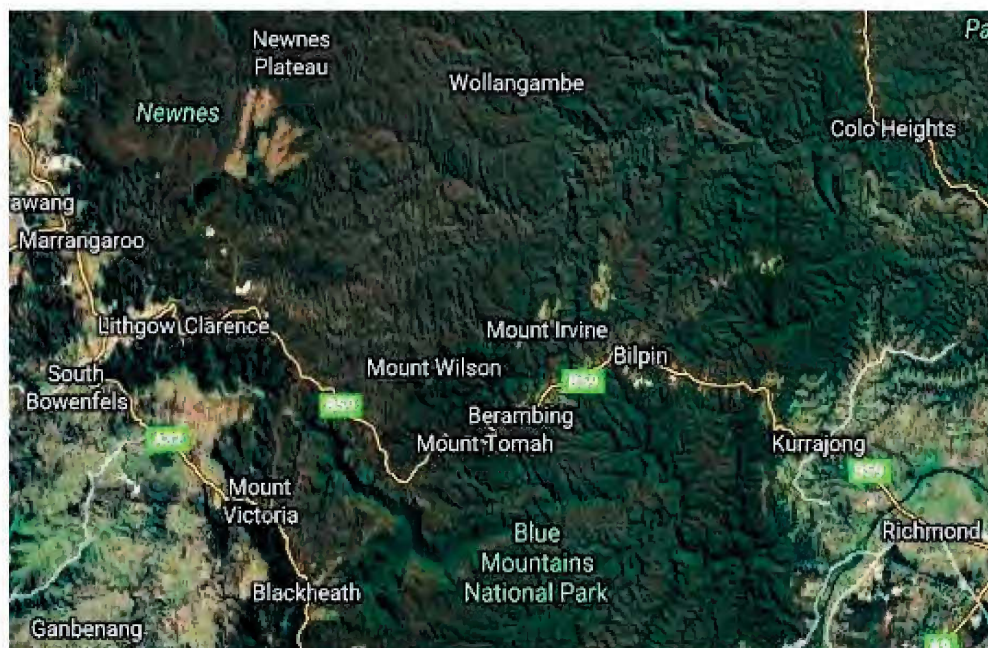 Newnes
Plateau
Pa
Wollangambe
Newnes
Colo Heights
awang
Marrangaroo
Lithgow
Clarence
Mount Irvine
Bilpin
Mount Wilson
South
Bowenfels
B59
B59
Berambing
Mount Tomah
Kurrajong
B59
Mount
Victoria
Richmond
Blue
Mountains
National Park
Blackheath
Ganbenang